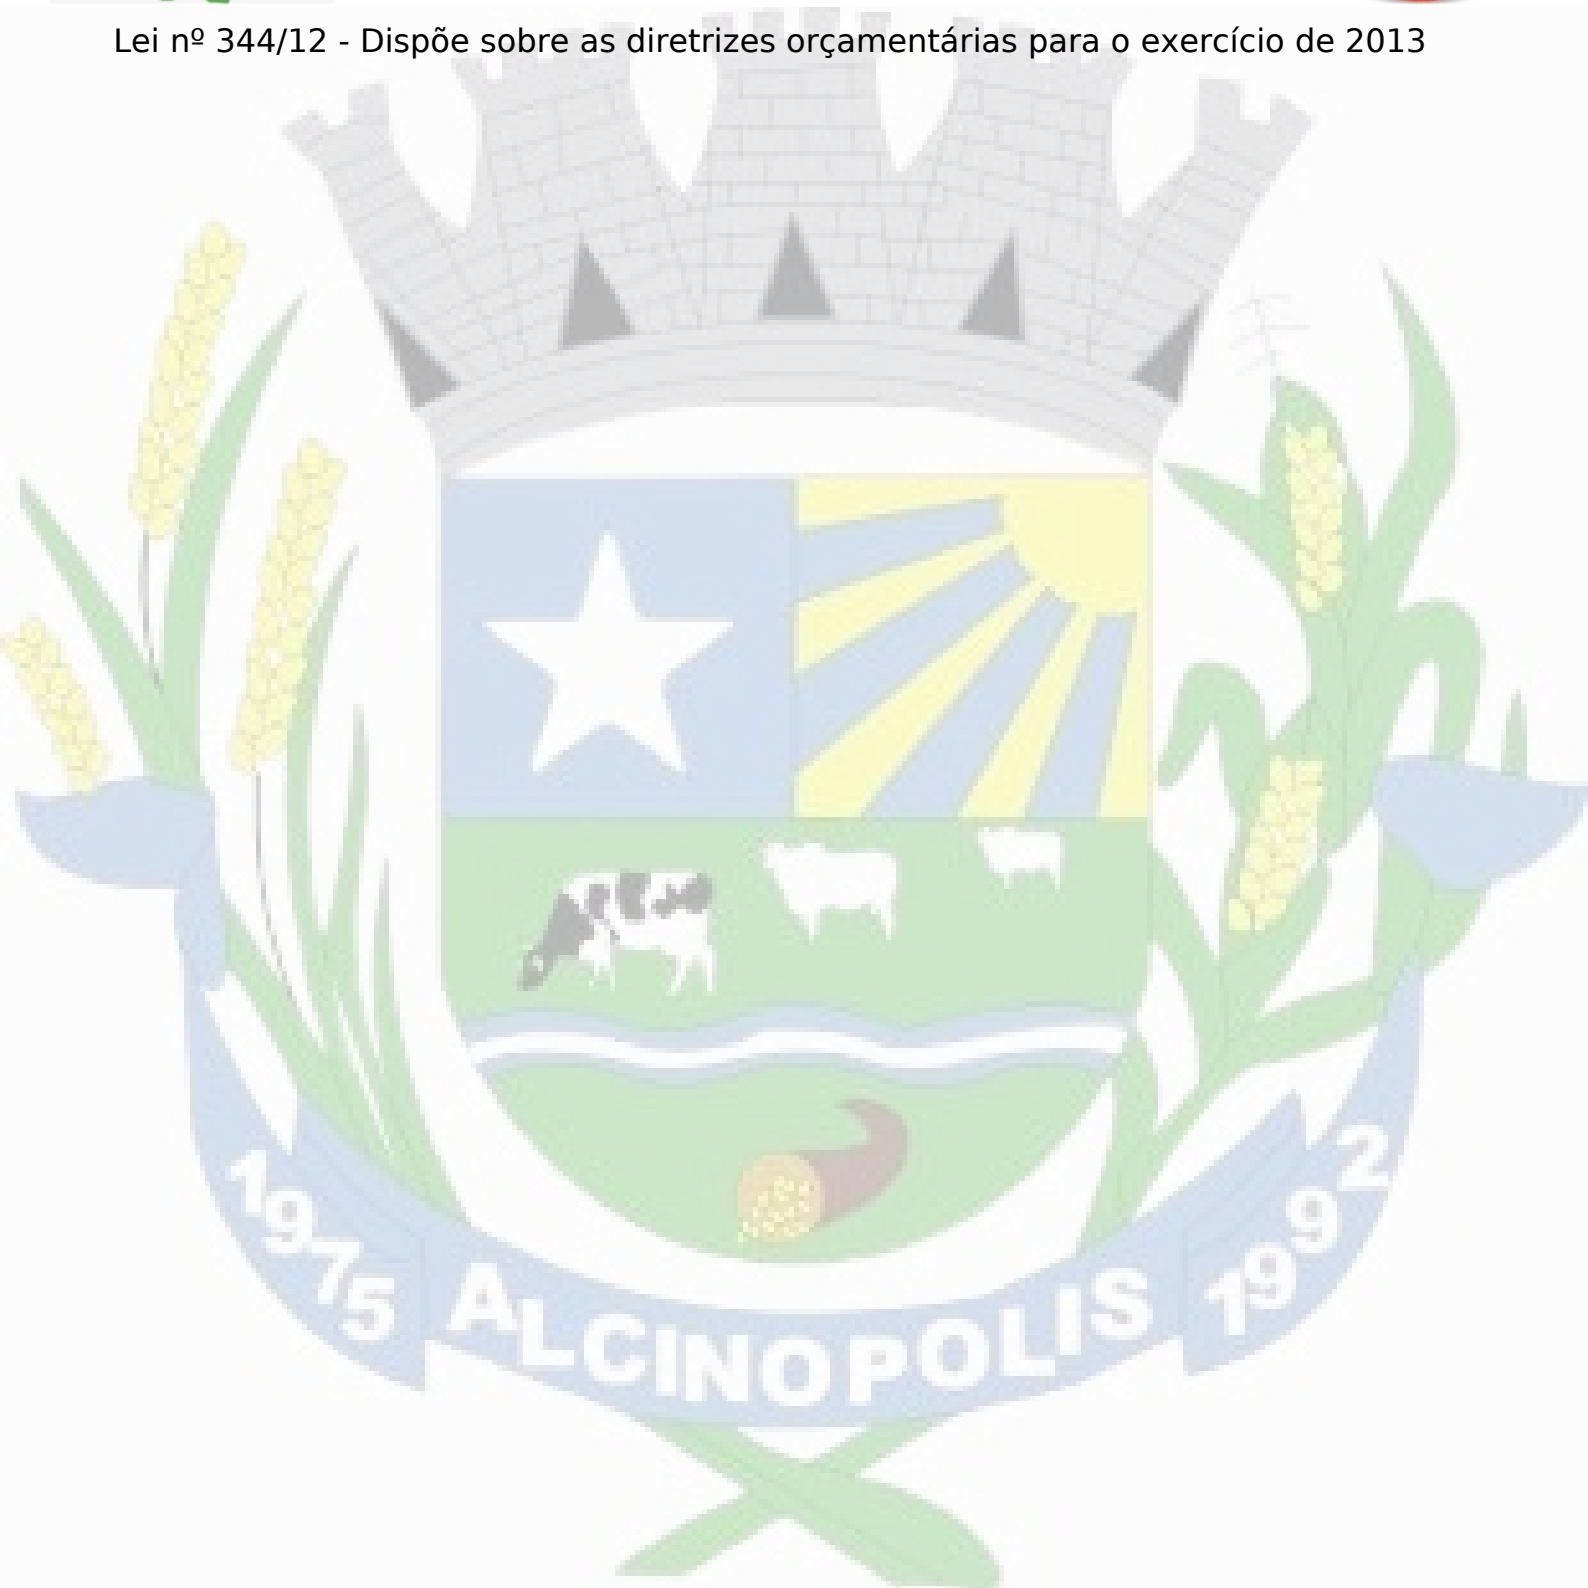 Lei nº 344/12 - Dispõe sobre as diretrizes orçamentárias para o exercício de 2013
1975 ALCINOPOLIS 1992